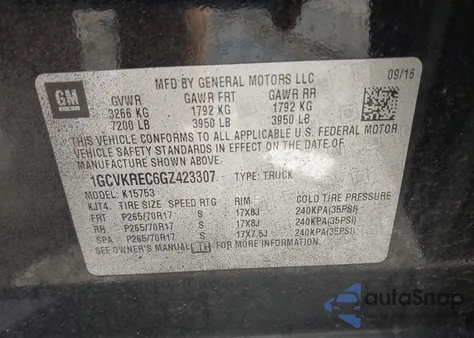 MFD BY GENERAL MOTORS LLC 09/16
GM GVWR GAWR FRT GAWR RR
3266 KG 1792 KG 1792 KG
7200 LB 3950 LB 3950 LB
THIS VEHICLE CONFORMS TO ALL APPLICABLE U.S. FEDERAL MOTOR
VEHICLE SAFETY STANDARDS IN EFFECT ON THE DATE OF
MANUFACTURE SHOWN ABOVE.
1GCVKREC6GZ423307 TYPE: TRUCK
MODEL: K15753
KJT4. TIRE SIZE SPEED RTG RIM COLD TIRE PRESSURE
FRT P265/70R17 S 17X8J 240KPA(35PSI)
RR P265/70R17 S 17X8J 240KPA(35PSI)
SPA P265/70R17 S 17X7.5J 240KPA(35PSI)
SEE OWNER'S MANUAL FOR MORE INFORMATION.
autaSnap
www.autasnap.com